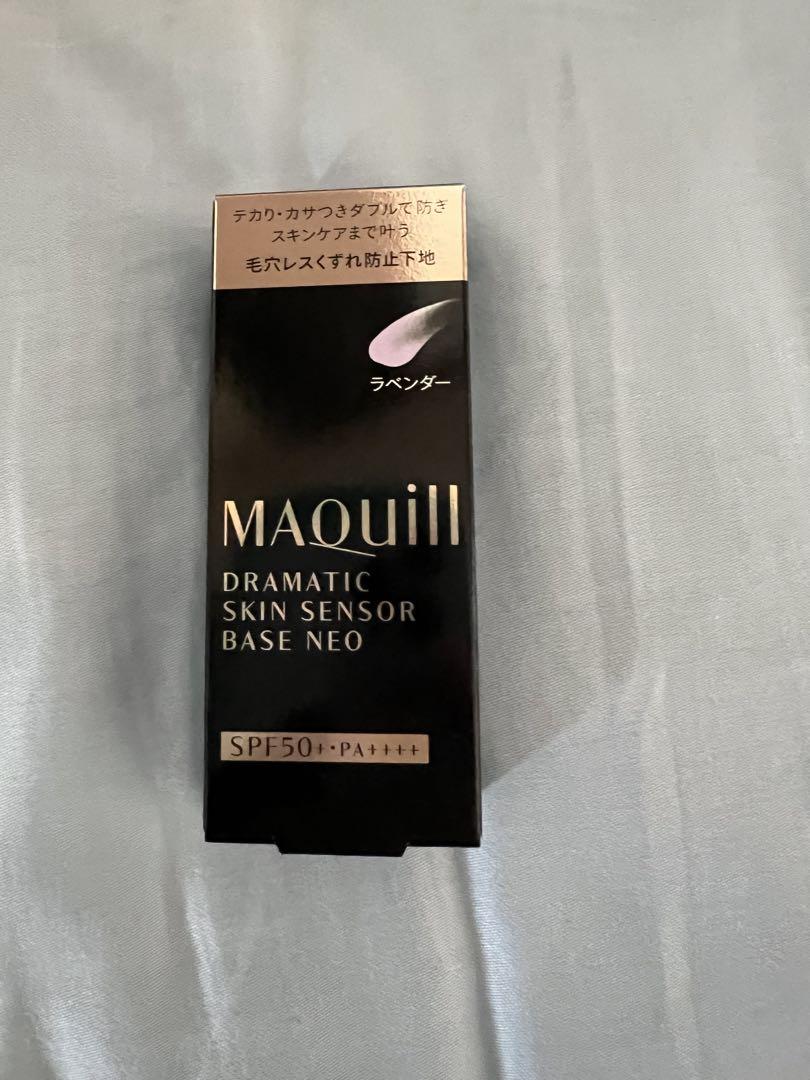 テカリ・カサつきダブルで防ぎ
スキンケアまで叶う
毛穴レスくずれ防止下地
ラベンダー
MAQuill
DRAMATIC
SKIN SENSOR
BASE NEO
SPF50+・PA++++